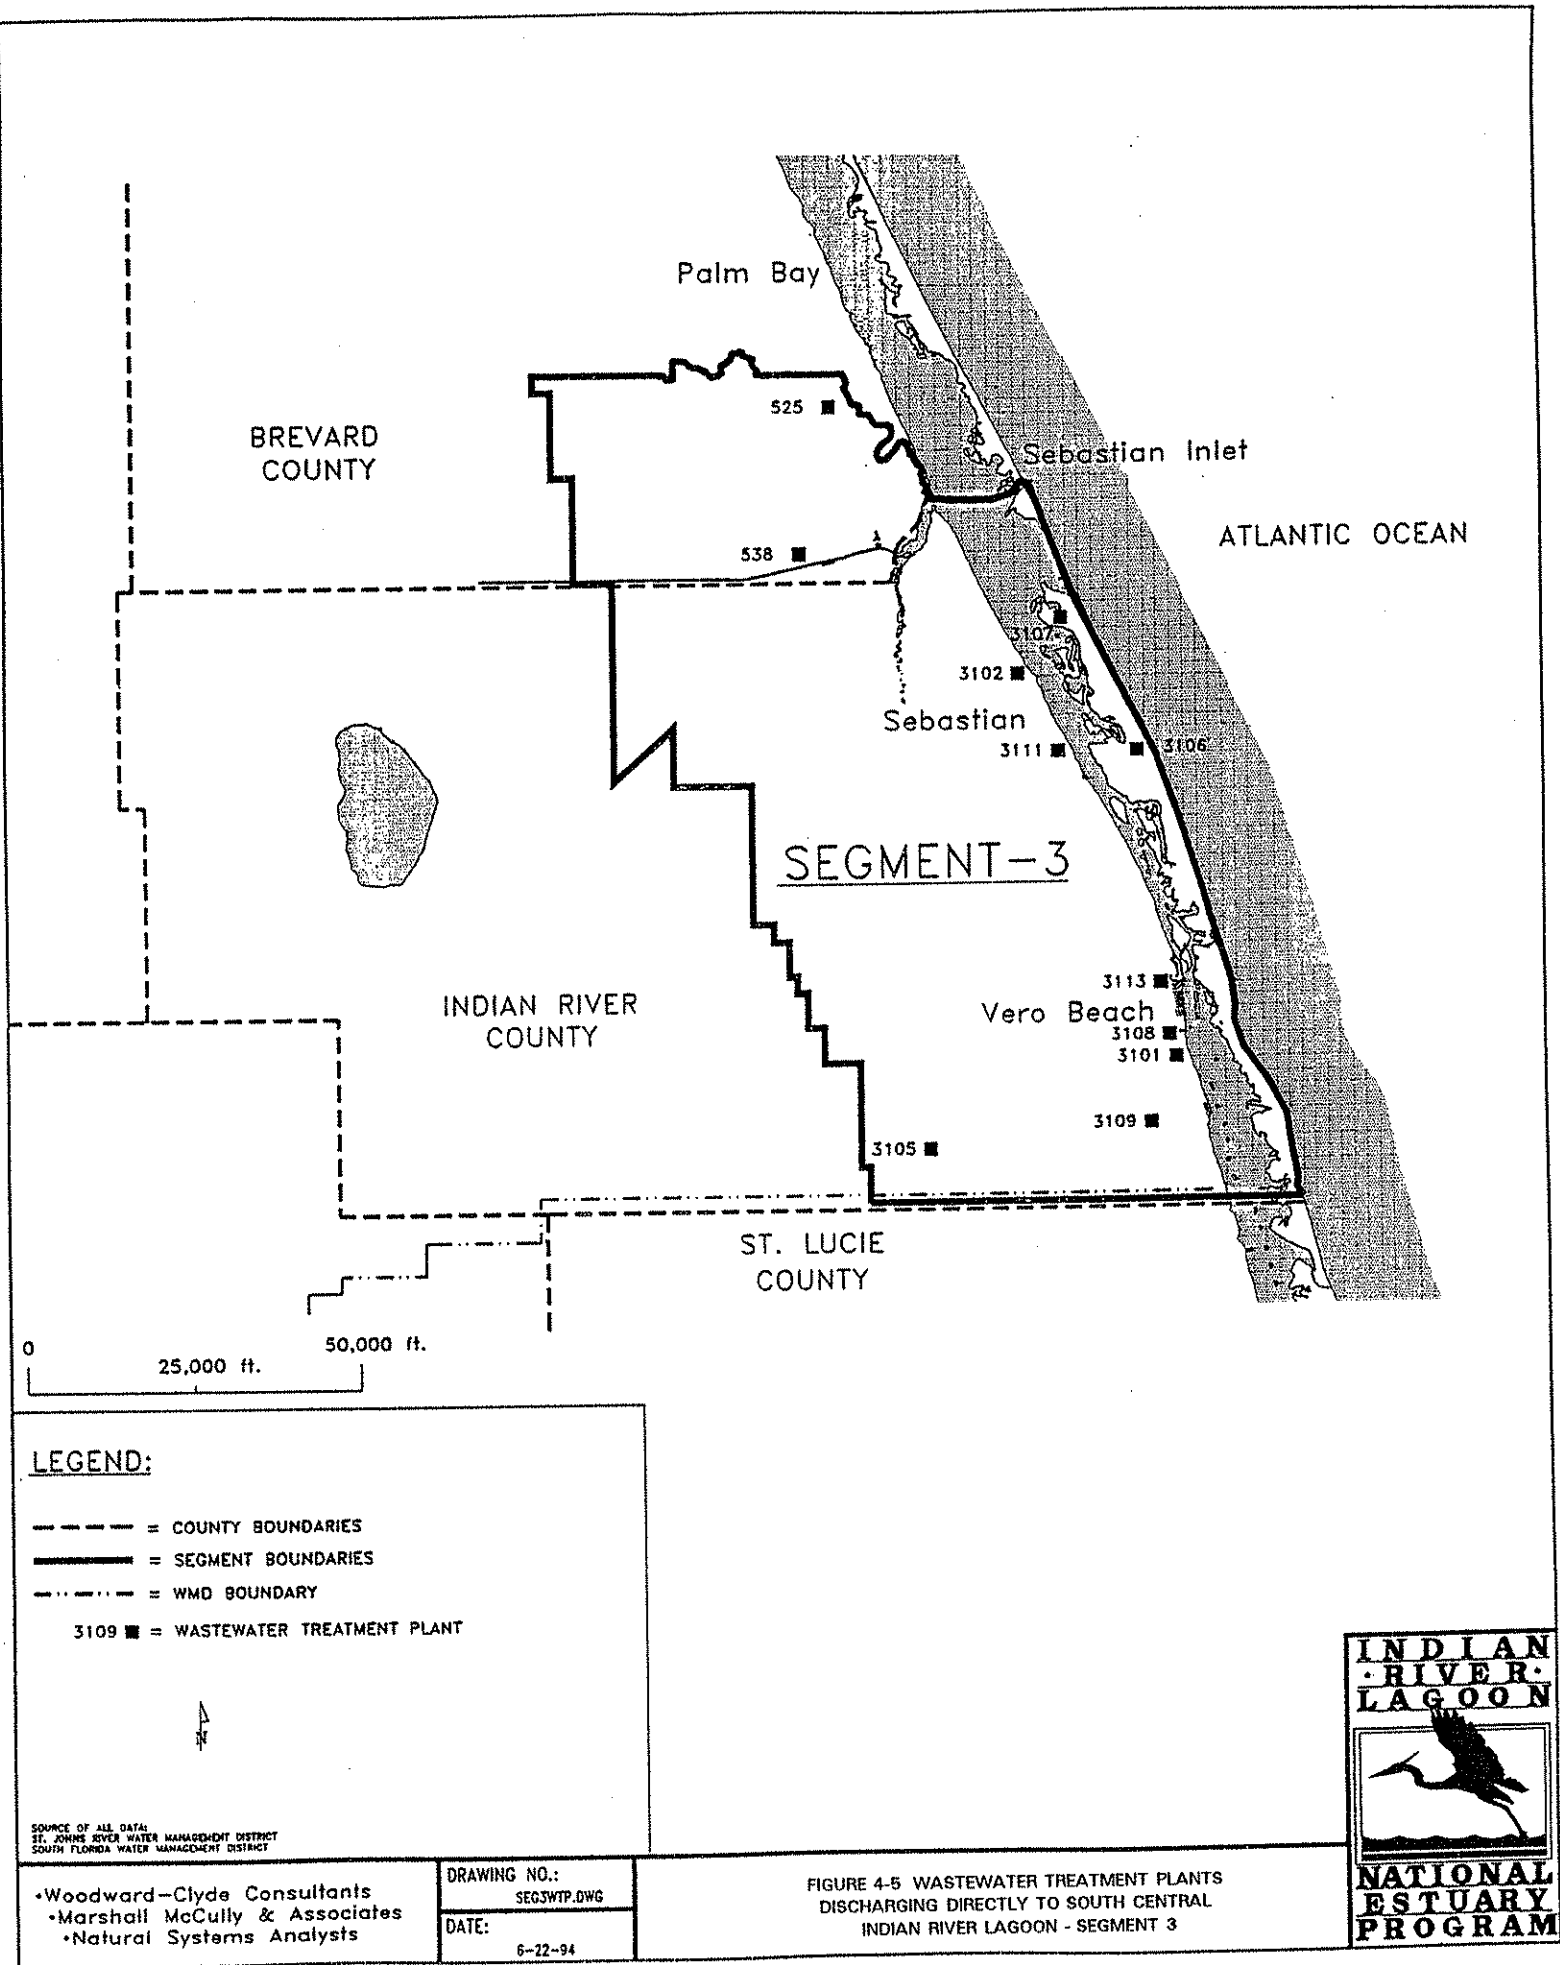 Palm Bay
525
BREVARD
COUNTY
Sebastian Inlet
ATLANTIC OCEAN
538
3107
3102
Sebastian
3111
3106
SEGMENT-3
3113
INDIAN RIVER
COUNTY
Vero Beach
3108
3101
3109
3105
ST. LUCIE
COUNTY
0
25,000 ft.
50,000 ft.
LEGEND:
= COUNTY BOUNDARIES
= SEGMENT BOUNDARIES
= WMD BOUNDARY
3109 ■ = WASTEWATER TREATMENT PLANT
N
SOURCE OF ALL DATA:
ST. JOHNS RIVER WATER MANAGEMENT DISTRICT
SOUTH FLORIDA WATER MANAGEMENT DISTRICT
•Woodward-Clyde Consultants
•Marshall McCully & Associates
•Natural Systems Analysts
DRAWING NO.:
SEG3WTP.DWG
DATE:
6-22-94
FIGURE 4-5 WASTEWATER TREATMENT PLANTS
DISCHARGING DIRECTLY TO SOUTH CENTRAL
INDIAN RIVER LAGOON - SEGMENT 3
INDIAN
·RIVER·
LAGOON
NATIONAL
ESTUARY
PROGRAM